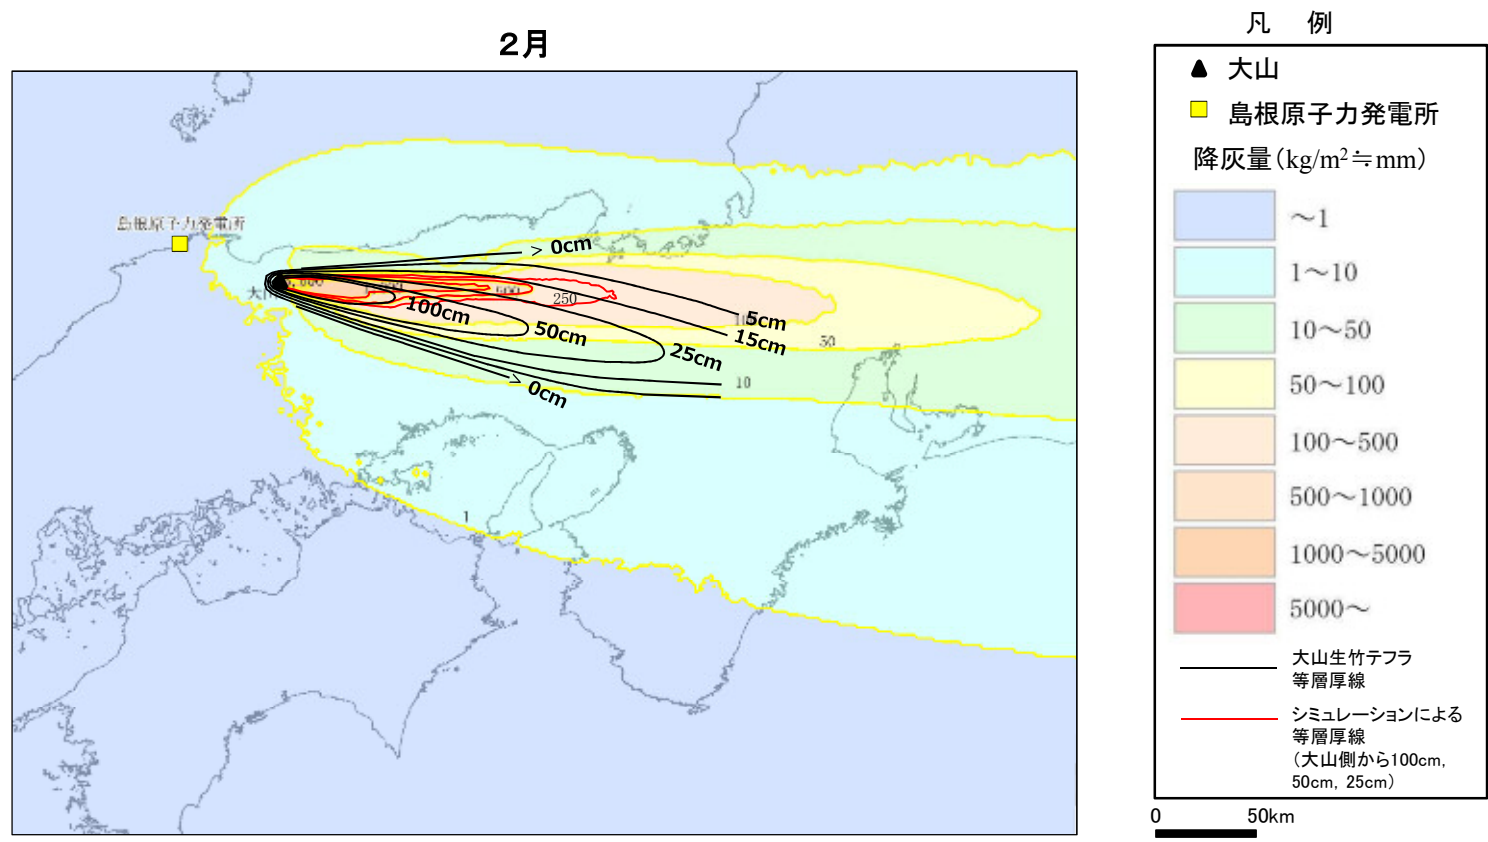 2月
島根原子力発電所
大山
500
250
100cm
50cm
25cm
> 0cm
5cm
15cm
50
10
> 0cm
1
凡 例
大山
島根原子力発電所
降灰量(kg/m²≒mm)
～1
1～10
10～50
50～100
100～500
500～1000
1000～5000
5000～
大山生竹テフラ
等層厚線
シミュレーションによる
等層厚線
(大山側から100cm,
50cm, 25cm)
0 50km